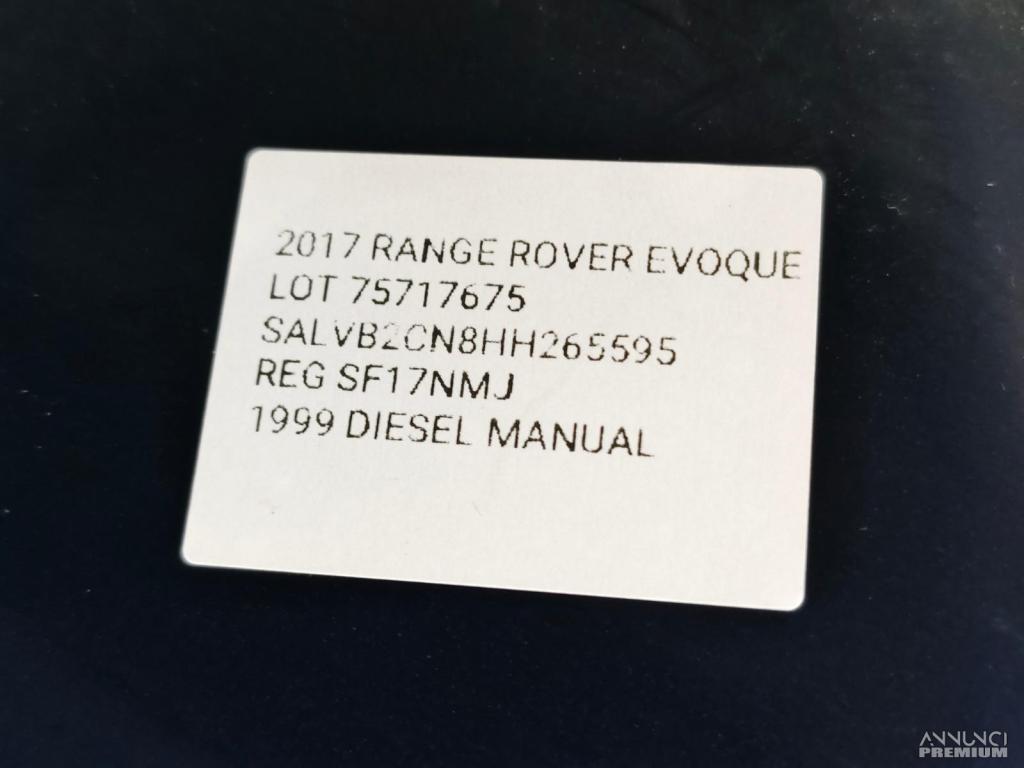 2017 RANGE ROVER EVOQUE
LOT 75717675
SALVB2CN8HH265595
REG SF17NMJ
1999 DIESEL MANUAL
ANNUNCI
PREMIUM